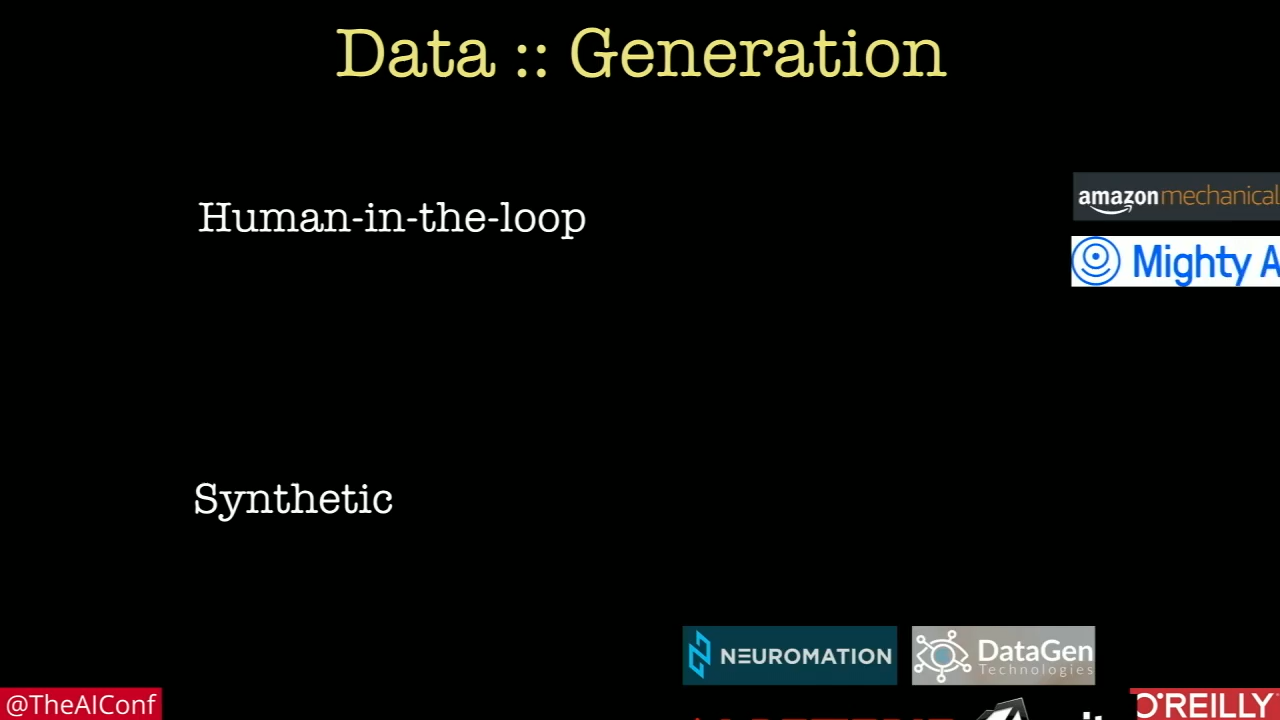 Data :: Generation
Human-in-the-loop
amazon mechanical
Mighty A
Synthetic
NEUROMATION
DataGen
Technologies
@TheAIConf
O'REILLY